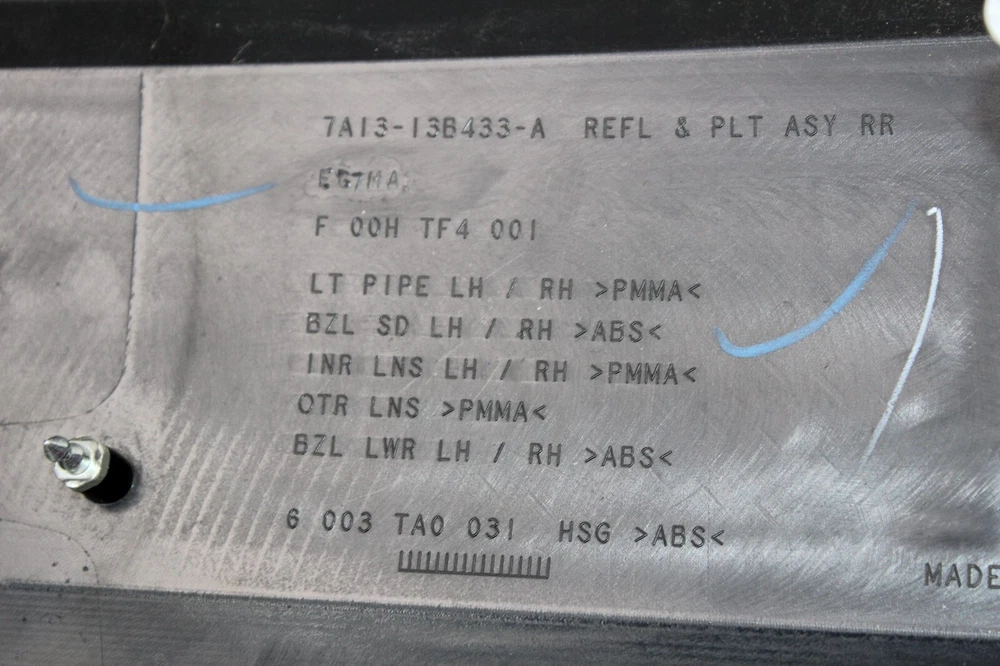 7A13-13B433-A REFL & PLT ASY RR
F 00H TF4 001
LT PIPE LH / RH >PMMA<
BZL SD LH / RH >ABS<
INR LNS LH / RH >PMMA<
OTR LNS >PMMA<
BZL LWR LH / RH >ABS<
6 003 TA0 031 HSG >ABS<
MADE